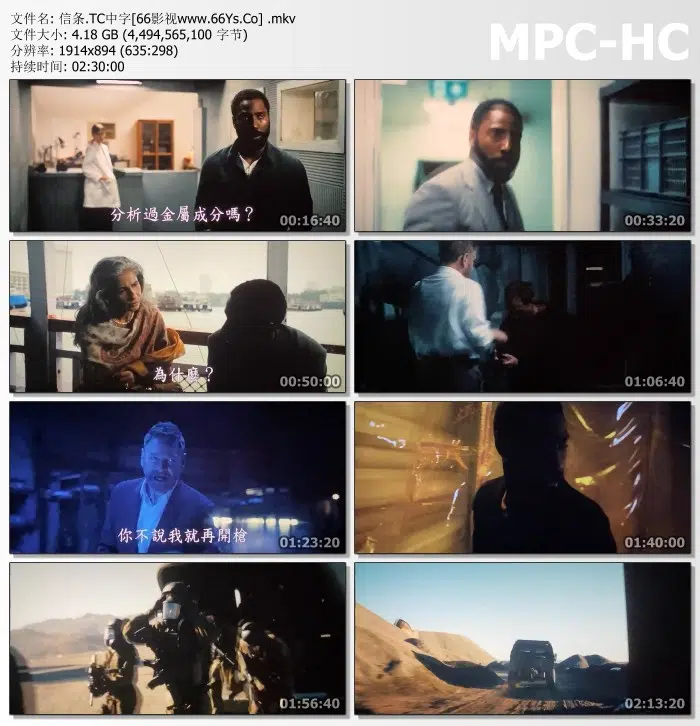 文件名: 信条.TC中字[66影视www.66Ys.Co] .mkv
文件大小: 4.18 GB (4,494,565,100 字节)
分辨率: 1914x894 (635:298)
持续时间: 02:30:00
MPC-HC
分析過金屬成分嗎？
00:16:40
00:33:20
為什麼？
00:50:00
01:06:40
你不說我就再開槍
01:23:20
01:40:00
01:56:40
02:13:20